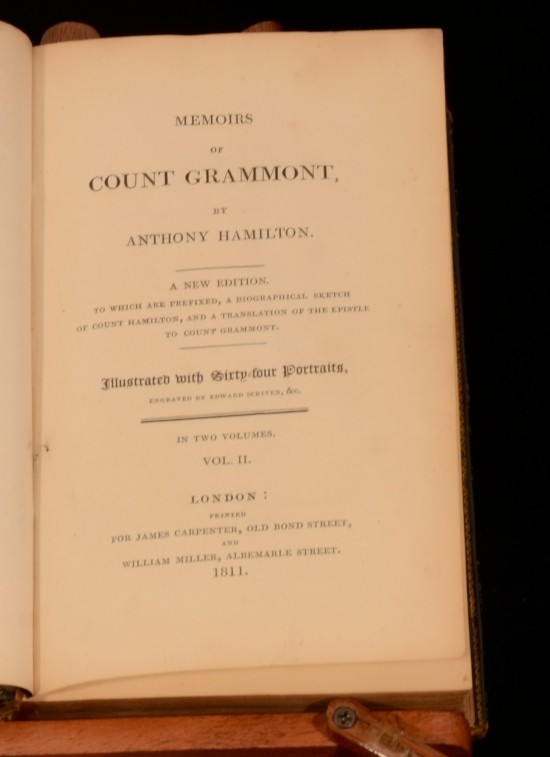 MEMOIRS
OF
COUNT GRAMMONT,
BY
ANTHONY HAMILTON.
A NEW EDITION.
TO WHICH ARE PREFIXED, A BIOGRAPHICAL SKETCH
OF COUNT HAMILTON, AND A TRANSLATION OF THE EPISTLE
TO COUNT GRAMMONT.
Illustrated with Sixty-four Portraits,
ENGRAVED BY EDWARD SCRIVEN, &c.
IN TWO VOLUMES.
VOL. II.
LONDON:
PRINTED
FOR JAMES CARPENTER, OLD BOND STREET,
AND
WILLIAM MILLER, ALBEMARLE STREET.
1811.